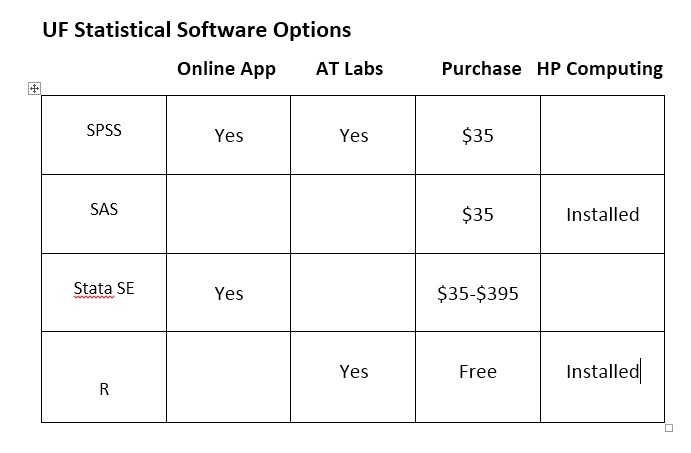 UF Statistical Software Options
Online App AT Labs Purchase HP Computing
SPSS Yes Yes $35
SAS $35 Installed
Stata SE Yes $35-$395
R Yes Free Installed